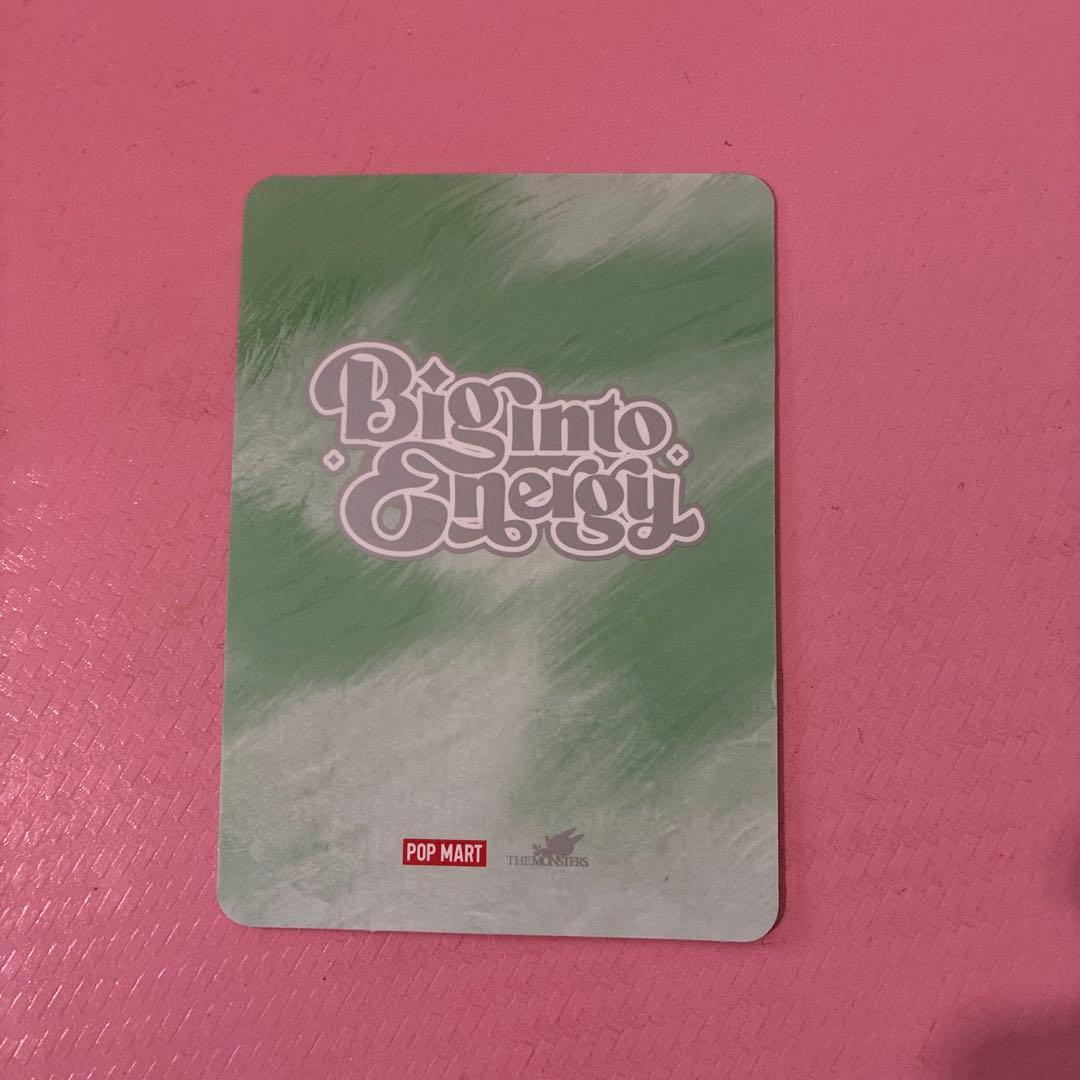 Big into
Energy
POP MART THE MONSTERS